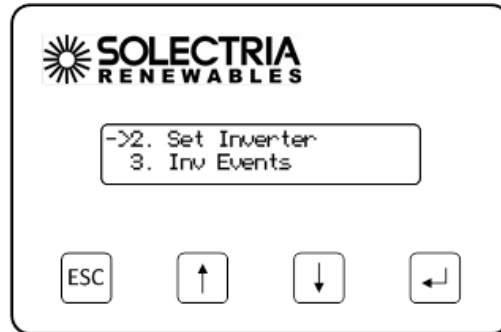 SOLECTRIA
RENEWABLES
->2. Set Inverter
3. Inv Events
ESC